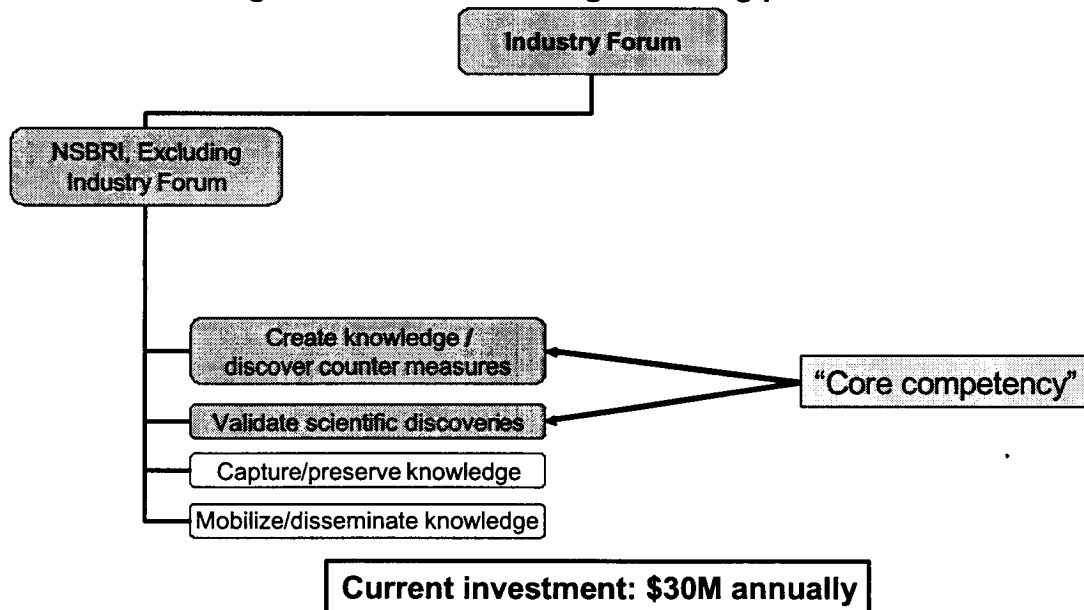 Industry Forum
NSBRI, Excluding
Industry Forum
Create knowledge /
discover counter measures
"Core competency"
Validate scientific discoveries
Capture/preserve knowledge
Mobilize/disseminate knowledge
Current investment: $30M annually